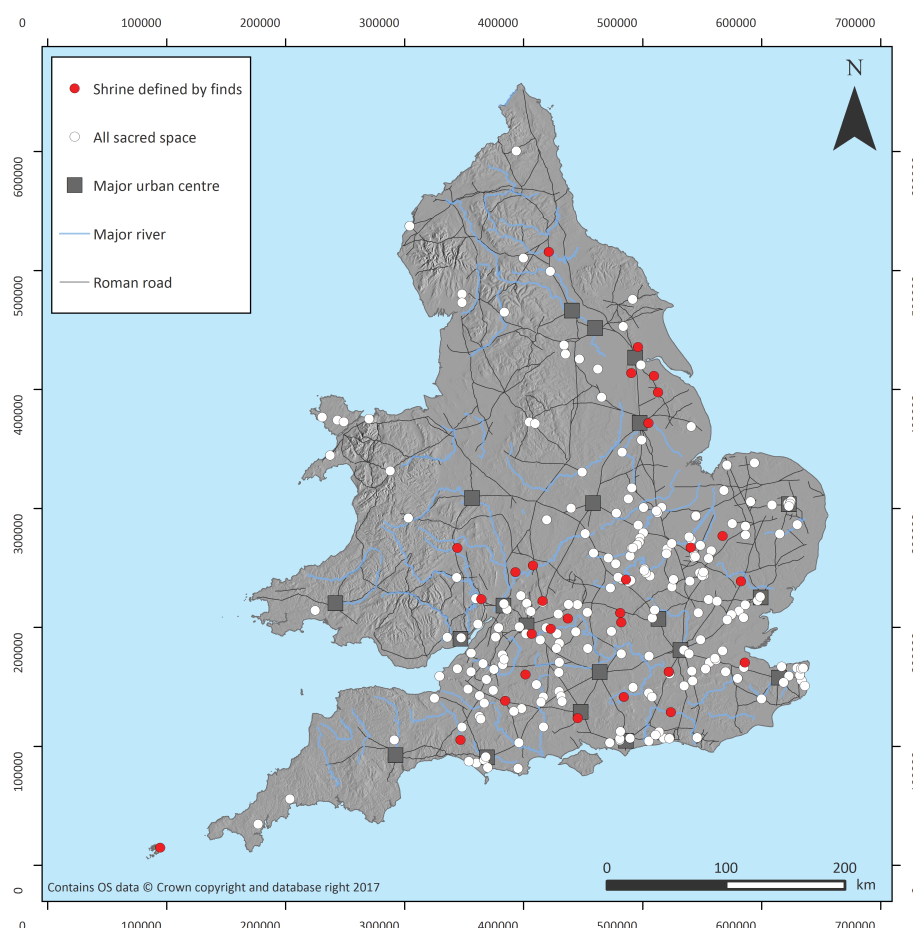 0 100000 200000 300000 400000 500000 600000 700000
N
Shrine defined by finds
All sacred space
Major urban centre
Major river
Roman road
600000
500000
400000
300000
200000
100000
0
0 100 200
km
Contains OS data © Crown copyright and database right 2017
0 100000 200000 300000 400000 500000 600000 700000